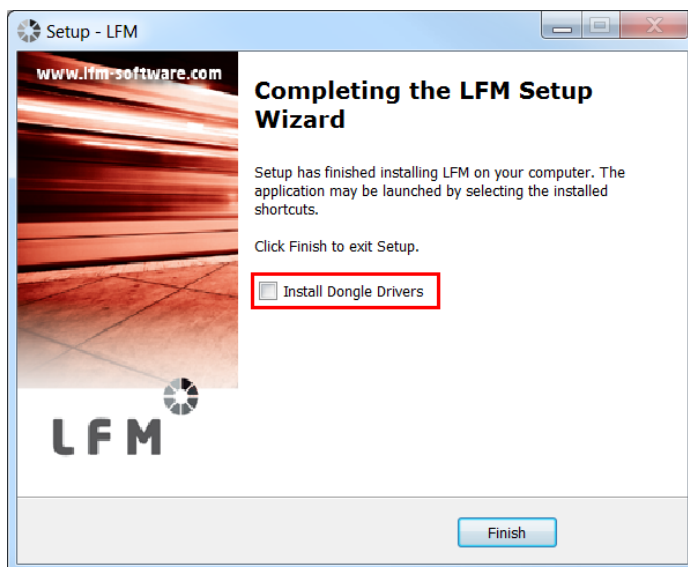 Setup - LFM
www.lfm-software.com
Completing the LFM Setup
Wizard
Setup has finished installing LFM on your computer. The
application may be launched by selecting the installed
shortcuts.
Click Finish to exit Setup.
Install Dongle Drivers
LFM
Finish